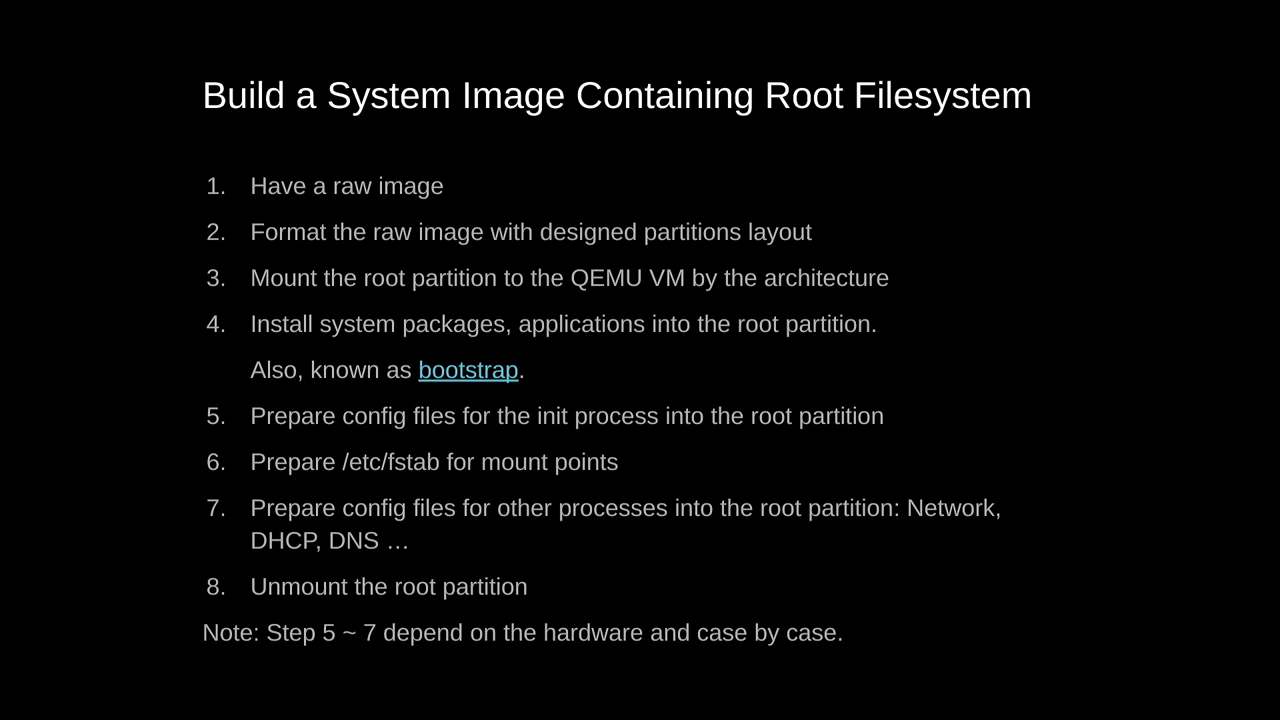 Build a System Image Containing Root Filesystem
1. Have a raw image
2. Format the raw image with designed partitions layout
3. Mount the root partition to the QEMU VM by the architecture
4. Install system packages, applications into the root partition.
Also, known as bootstrap.
5. Prepare config files for the init process into the root partition
6. Prepare /etc/fstab for mount points
7. Prepare config files for other processes into the root partition: Network,
DHCP, DNS …
8. Unmount the root partition
Note: Step 5 ~ 7 depend on the hardware and case by case.